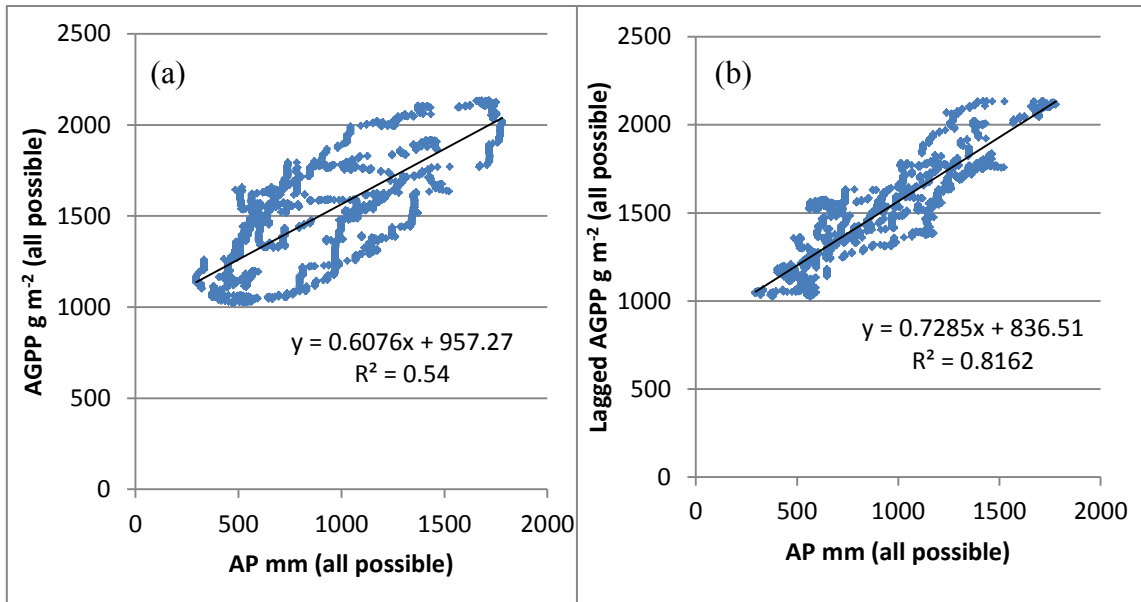 (a)
2500
2000
1500
1000
500
0
AGPP g m⁻² (all possible)
y = 0.6076x + 957.27
R² = 0.54
0 500 1000 1500 2000
AP mm (all possible)
(b)
2500
2000
1500
1000
500
0
Lagged AGPP g m⁻² (all possible)
y = 0.7285x + 836.51
R² = 0.8162
0 500 1000 1500 2000
AP mm (all possible)